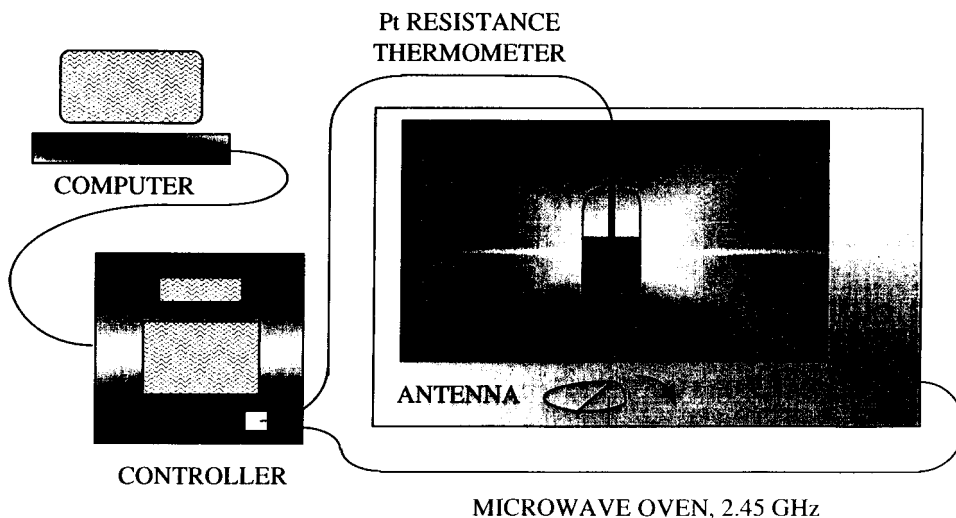 Pt RESISTANCE
THERMOMETER
COMPUTER
ANTENNA
CONTROLLER
MICROWAVE OVEN, 2.45 GHz